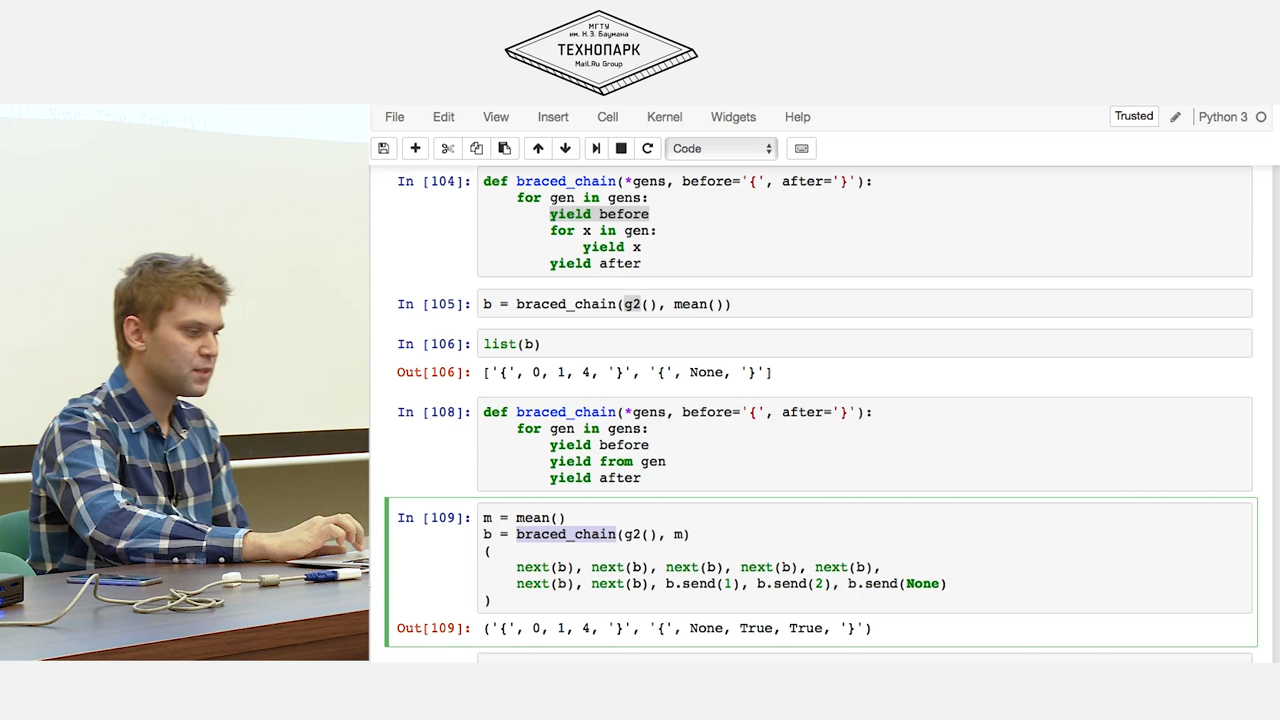 МГТУ
им. Н.Э. Баумана
ТЕХНОПАРК
Mail.Ru Group
File Edit View Insert Cell Kernel Widgets Help Trusted Python 3
Code
In [104]: def braced_chain(*gens, before='{', after='}'):
for gen in gens:
yield before
for x in gen:
yield x
yield after
In [105]: b = braced_chain(g2(), mean())
In [106]: list(b)
Out[106]: ['{', 0, 1, 4, '}', '{', None, '}']
In [108]: def braced_chain(*gens, before='{', after='}'):
for gen in gens:
yield before
yield from gen
yield after
In [109]: m = mean()
b = braced_chain(g2(), m)
(
next(b), next(b), next(b), next(b), next(b),
next(b), next(b), b.send(1), b.send(2), b.send(None)
)
Out[109]: ('{', 0, 1, 4, '}', '{', None, True, True, '}')